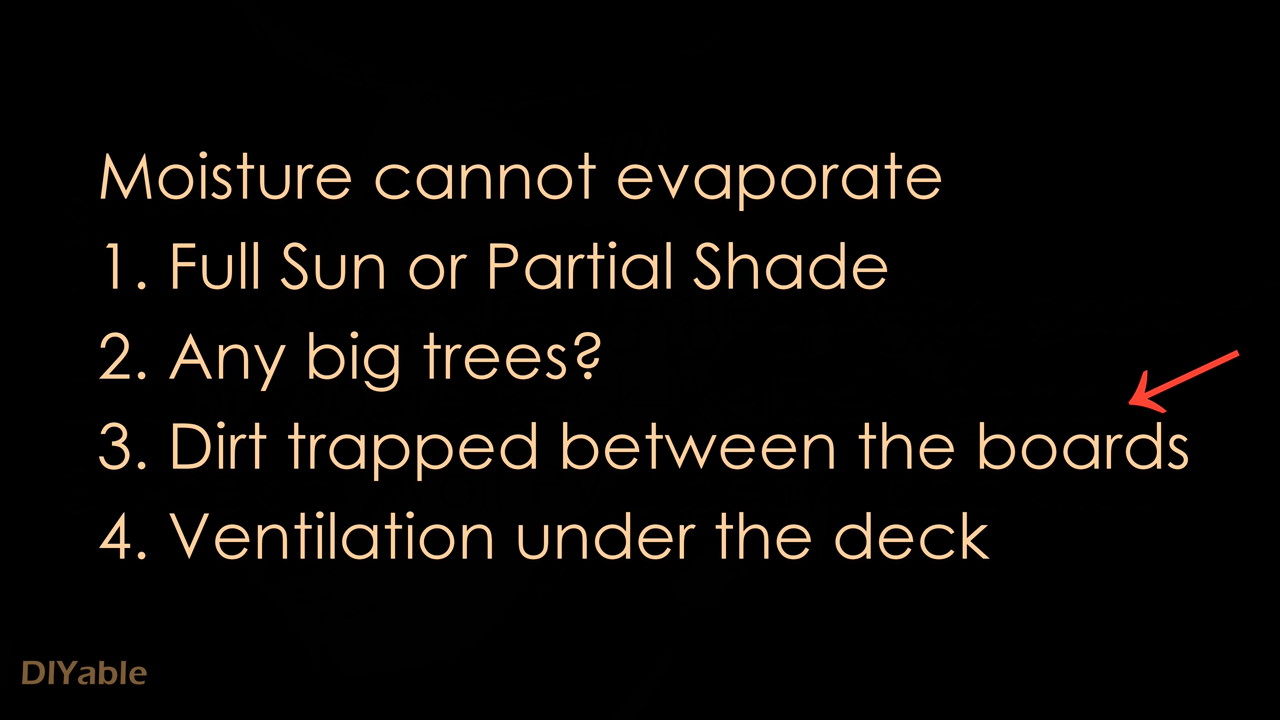 Moisture cannot evaporate
1. Full Sun or Partial Shade
2. Any big trees?
3. Dirt trapped between the boards
4. Ventilation under the deck
DIYable